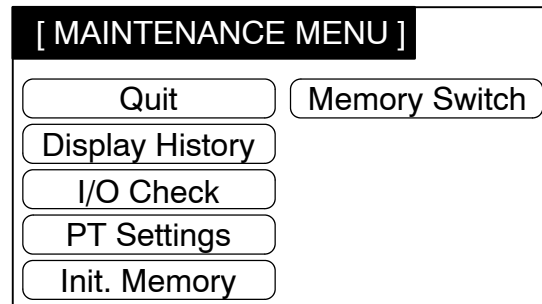 [ MAINTENANCE MENU ]
Quit
Memory Switch
Display History
I/O Check
PT Settings
Init. Memory